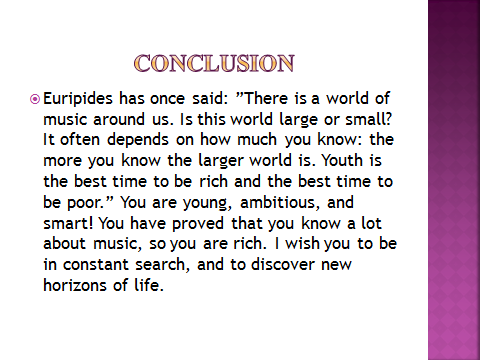 CONCLUSION
Euripides has once said: ”There is a world of
music around us. Is this world large or small?
It often depends on how much you know: the
more you know the larger world is. Youth is
the best time to be rich and the best time to
be poor.” You are young, ambitious, and
smart! You have proved that you know a lot
about music, so you are rich. I wish you to be
in constant search, and to discover new
horizons of life.